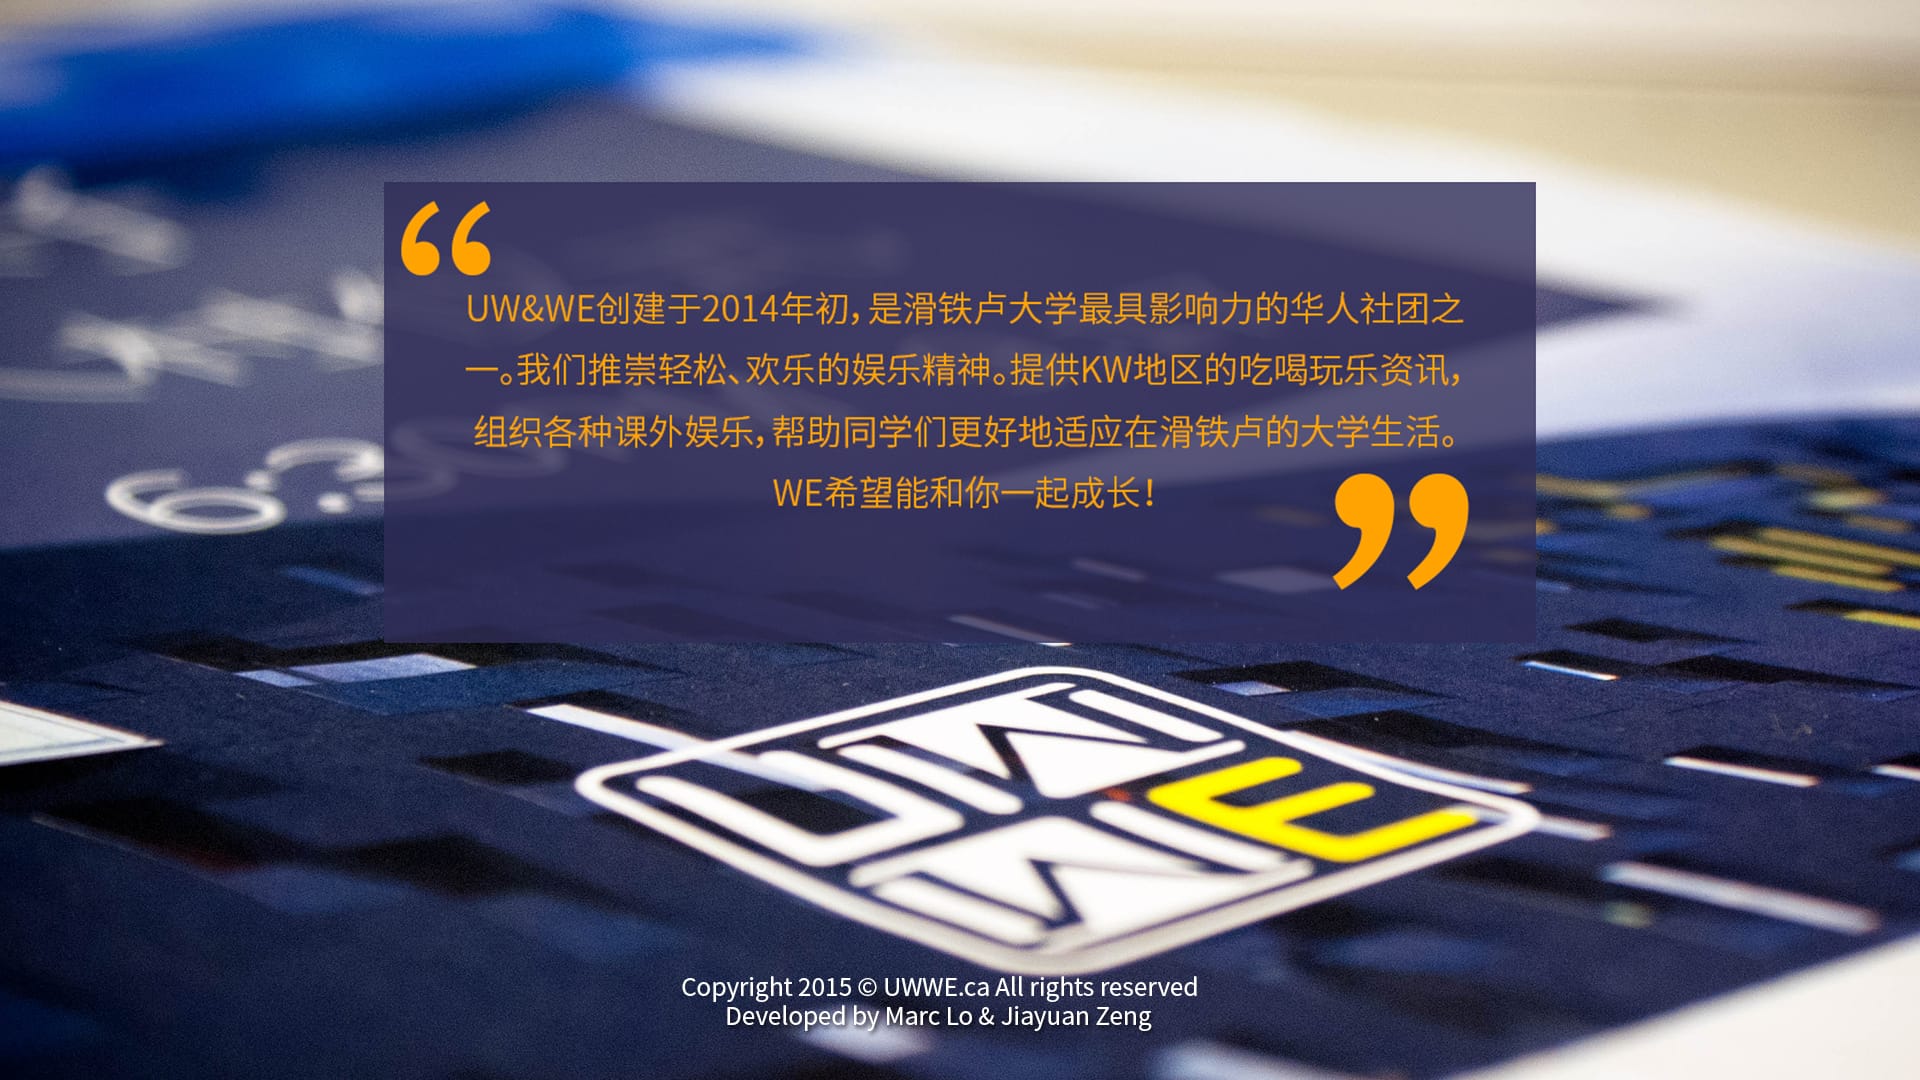 “
UW&WE创建于2014年初，是滑铁卢大学最具影响力的华人社团之
一。我们推崇轻松、欢乐的娱乐精神。提供KW地区的吃喝玩乐资讯，
组织各种课外娱乐，帮助同学们更好地适应在滑铁卢的大学生活。
WE希望能和你一起成长！
”
UW
WE
Copyright 2015 © UWWE.ca All rights reserved
Developed by Marc Lo & Jiayuan Zeng